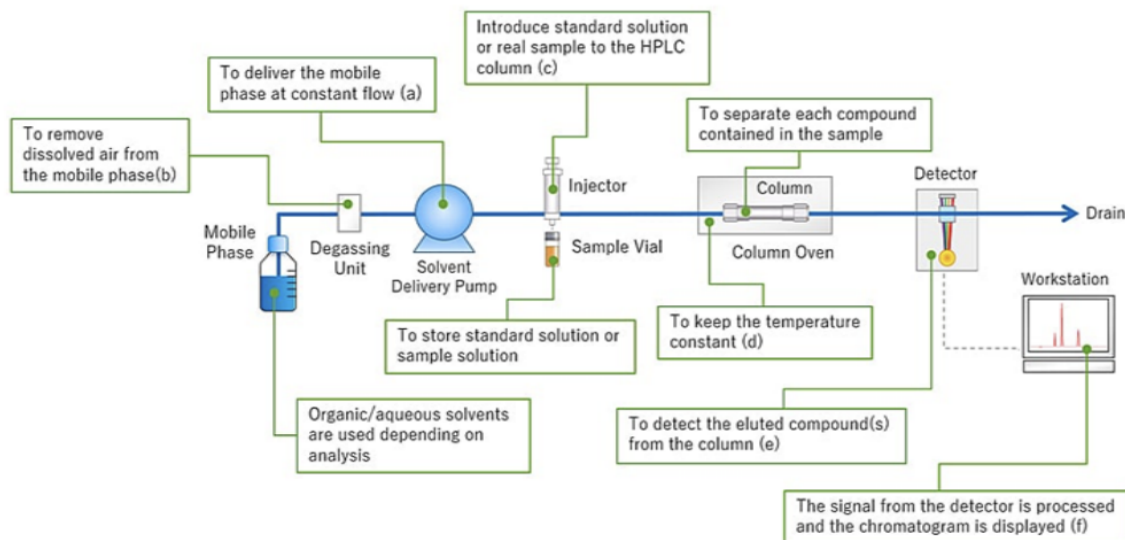 Introduce standard solution
or real sample to the HPLC
column (c)
To deliver the mobile
phase at constant flow (a)
To separate each compound
contained in the sample
To remove
dissolved air from
the mobile phase(b)
Injector
Column
Detector
Mobile
Phase
Degassing
Unit
Solvent
Delivery Pump
Sample Vial
Column Oven
Drain
Workstation
To store standard solution or
sample solution
To keep the temperature
constant (d)
Organic/aqueous solvents
are used depending on
analysis
To detect the eluted compound(s)
from the column (e)
The signal from the detector is processed
and the chromatogram is displayed (f)